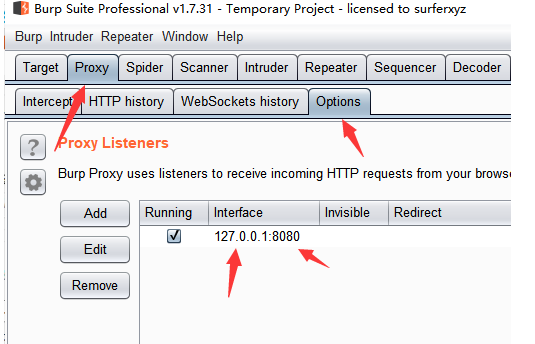 Burp Suite Professional v1.7.31 - Temporary Project - licensed to surferxyz
Burp Intruder Repeater Window Help
Target Proxy Spider Scanner Intruder Repeater Sequencer Decoder
Intercept HTTP history WebSockets history Options
? Proxy Listeners
Burp Proxy uses listeners to receive incoming HTTP requests from your browse
Add Running Interface Invisible Redirect
127.0.0.1:8080
Edit
Remove